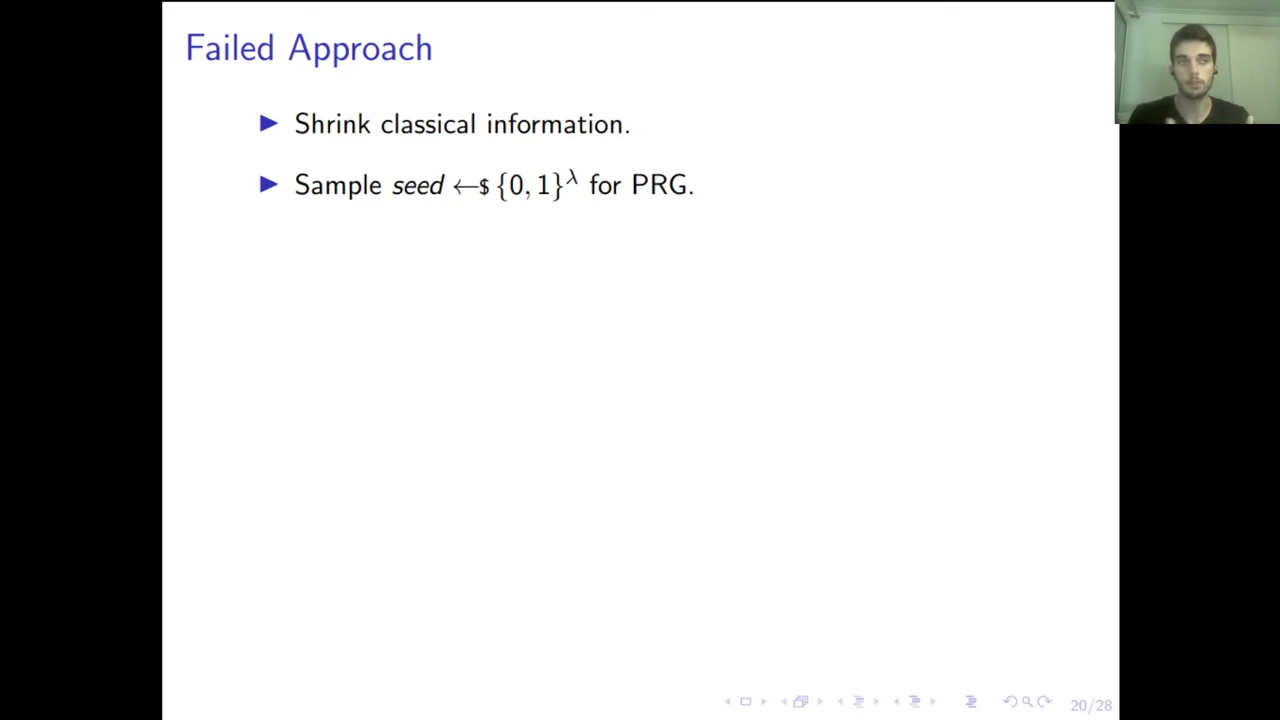 Failed Approach
▶ Shrink classical information.
▶ Sample seed ←$ {0, 1}^λ for PRG.
20/28